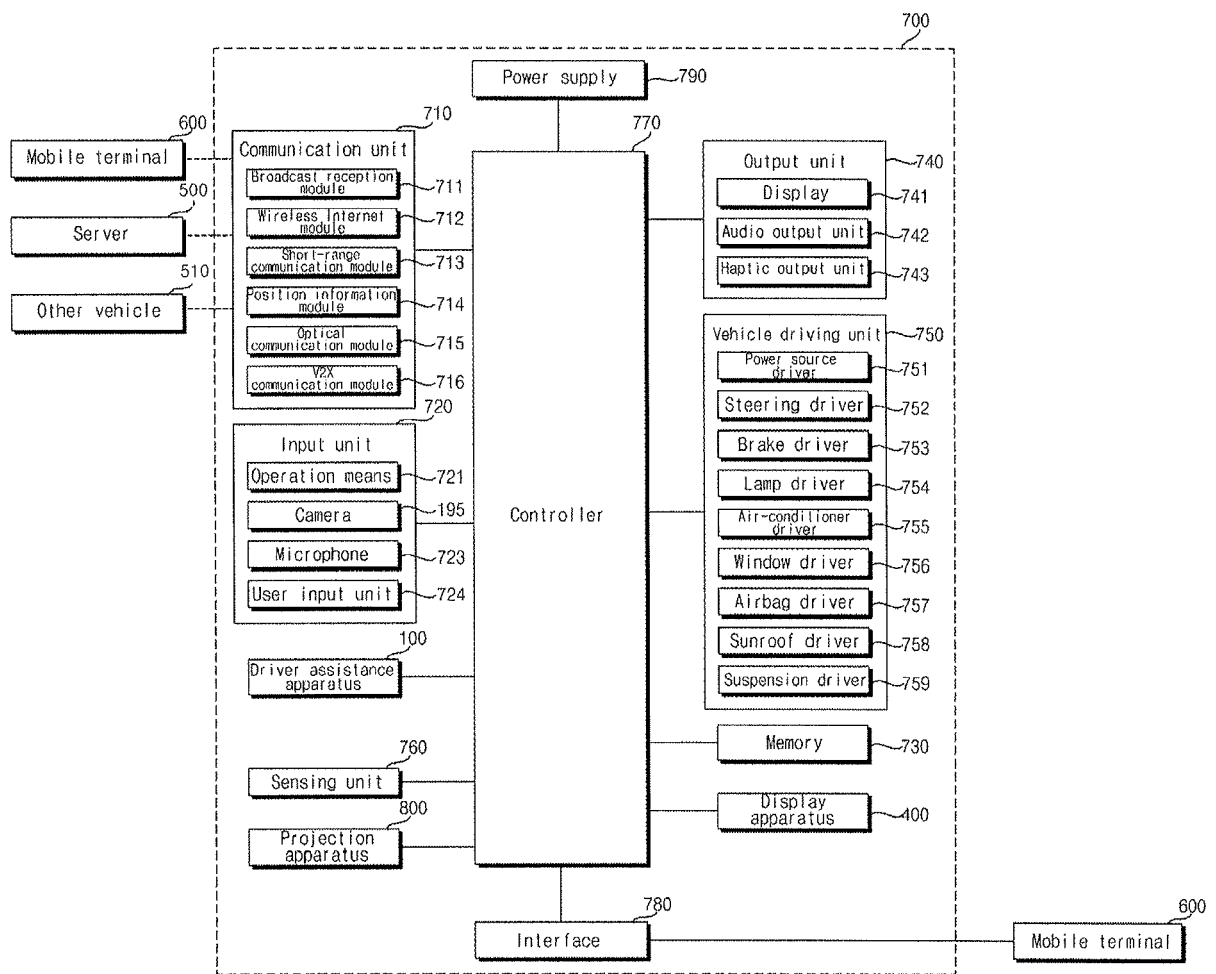 700
Power supply
790
600
Mobile terminal
500
Server
510
Other vehicle
710
Communication unit
Broadcast reception
module
711
Wireless Internet
module
712
Short-range
communication module
713
Position information
module
714
Optical
communication module
715
V2X
communication module
716
720
Input unit
Operation means
721
Camera
195
Microphone
723
User input unit
724
100
Driver assistance
apparatus
760
Sensing unit
800
Projection
apparatus
770
Controller
Output unit
740
Display
741
Audio output unit
742
Haptic output unit
743
Vehicle driving unit
750
Power source
driver
751
Steering driver
752
Brake driver
753
Lamp driver
754
Air-conditioner
driver
755
Window driver
756
Airbag driver
757
Sunroof driver
758
Suspension driver
759
Memory
730
Display
apparatus
400
780
Interface
600
Mobile terminal